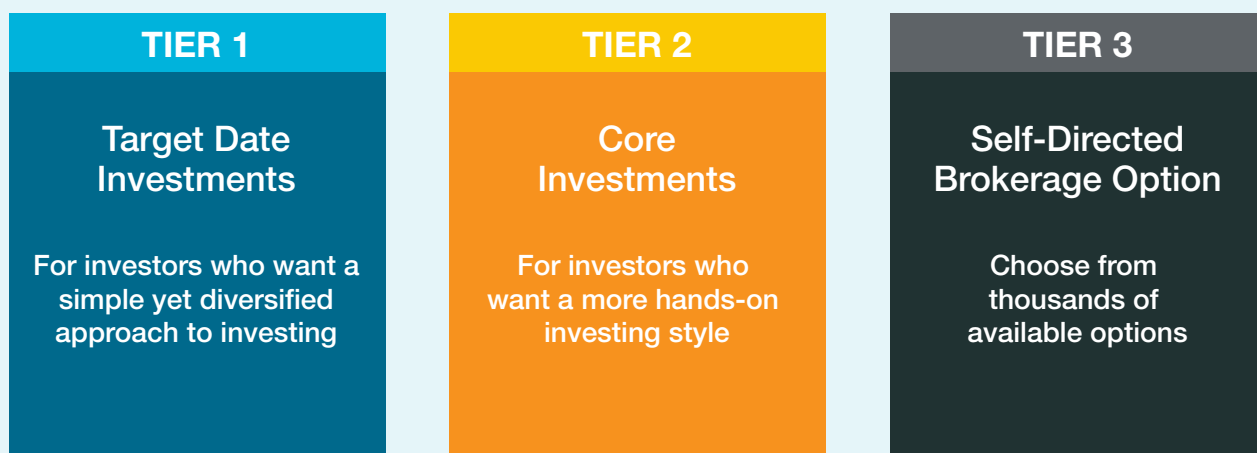 TIER 1
Target Date
Investments
For investors who want a
simple yet diversified
approach to investing
TIER 2
Core
Investments
For investors who
want a more hands-on
investing style
TIER 3
Self-Directed
Brokerage Option
Choose from
thousands of
available options